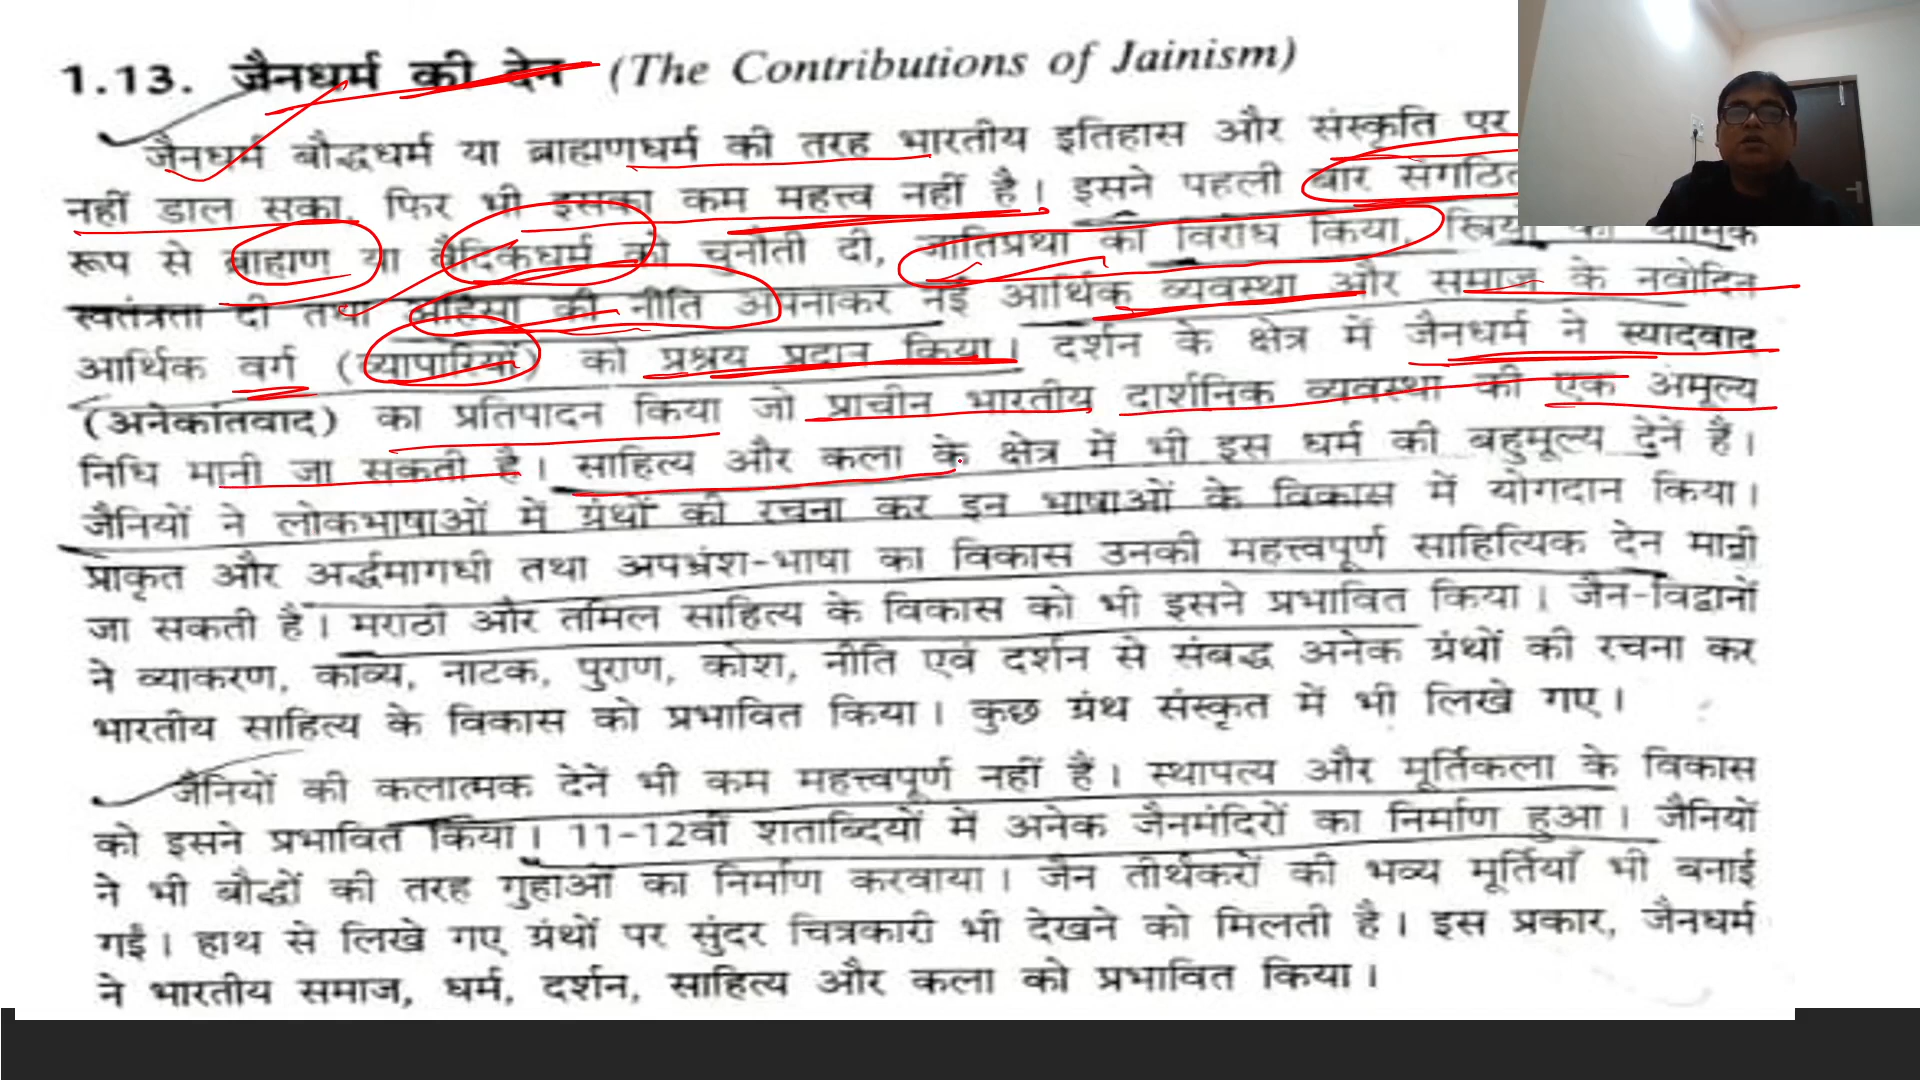 1.13. जैनधर्म की देन (The Contributions of Jainism)
जैनधर्म बौद्धधर्म या ब्राह्मणधर्म की तरह भारतीय इतिहास और संस्कृति पर
नहीं डाल सका, फिर भी इसका कम महत्त्व नहीं है। इसने पहली बार संगठित
रूप से ब्राह्मण या वैदिकधर्म को चुनौती दी, जातिप्रथा का विरोध किया, स्त्रियों को धार्मिक
स्वतंत्रता दी तथा अहिंसा की नीति अपनाकर नई आर्थिक व्यवस्था और समाज के नवोदित
आर्थिक वर्ग (व्यापारियों) को प्रश्रय प्रदान किया। दर्शन के क्षेत्र में जैनधर्म ने स्यादवाद
(अनेकांतवाद) का प्रतिपादन किया जो प्राचीन भारतीय दार्शनिक व्यवस्था की एक अमूल्य
निधि मानी जा सकती है। साहित्य और कला के क्षेत्र में भी इस धर्म की बहुमूल्य देनें हैं।
जैनियों ने लोकभाषाओं में ग्रंथों की रचना कर इन भाषाओं के विकास में योगदान किया।
प्राकृत और अर्द्धमागधी तथा अपभ्रंश-भाषा का विकास उनकी महत्त्वपूर्ण साहित्यिक देन मानी
जा सकती है। मराठी और तमिल साहित्य के विकास को भी इसने प्रभावित किया। जैन-विद्वानों
ने व्याकरण, काव्य, नाटक, पुराण, कोश, नीति एवं दर्शन से संबद्ध अनेक ग्रंथों की रचना कर
भारतीय साहित्य के विकास को प्रभावित किया। कुछ ग्रंथ संस्कृत में भी लिखे गए।
जैनियों की कलात्मक देनें भी कम महत्त्वपूर्ण नहीं हैं। स्थापत्य और मूर्तिकला के विकास
को इसने प्रभावित किया। 11-12वीं शताब्दियों में अनेक जैनमंदिरों का निर्माण हुआ। जैनियों
ने भी बौद्धों की तरह गुहाओं का निर्माण करवाया। जैन तीर्थंकरों की भव्य मूर्तियाँ भी बनाई
गईं। हाथ से लिखे गए ग्रंथों पर सुंदर चित्रकारी भी देखने को मिलती है। इस प्रकार, जैनधर्म
ने भारतीय समाज, धर्म, दर्शन, साहित्य और कला को प्रभावित किया।